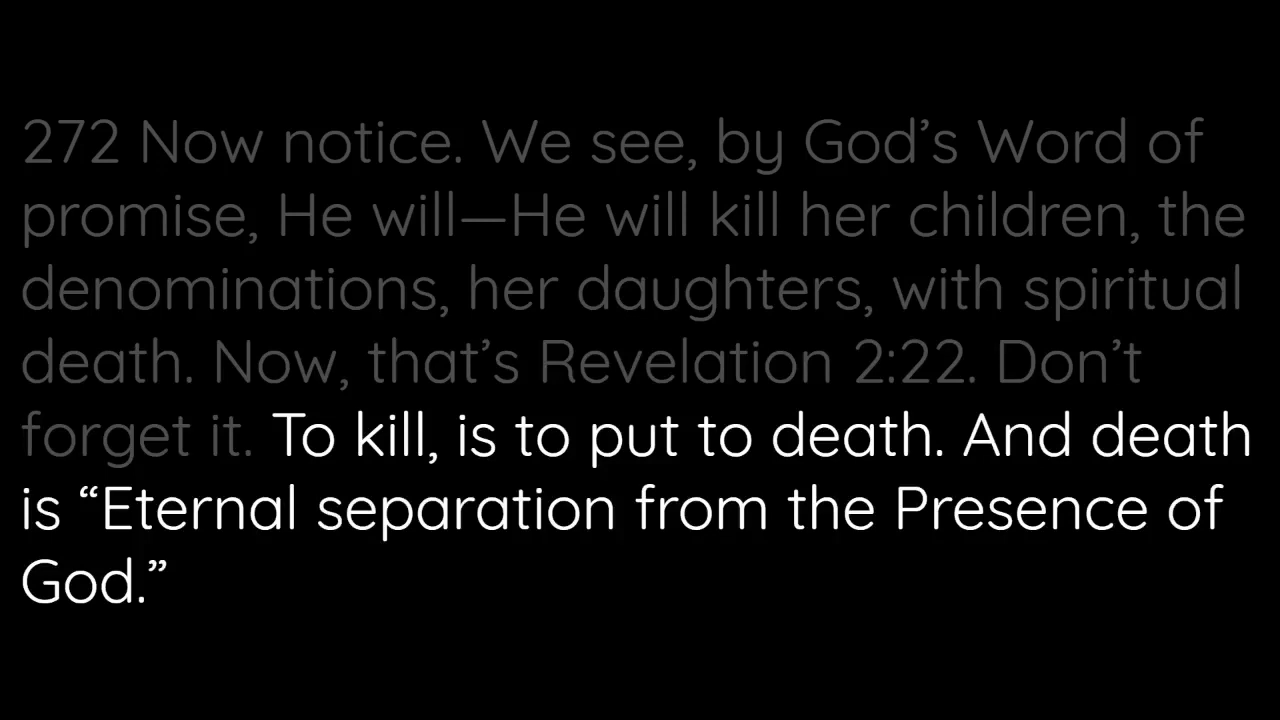 272 Now notice. We see, by God’s Word of
promise, He will—He will kill her children, the
denominations, her daughters, with spiritual
death. Now, that’s Revelation 2:22. Don’t
forget it. To kill, is to put to death. And death
is “Eternal separation from the Presence of
God.”